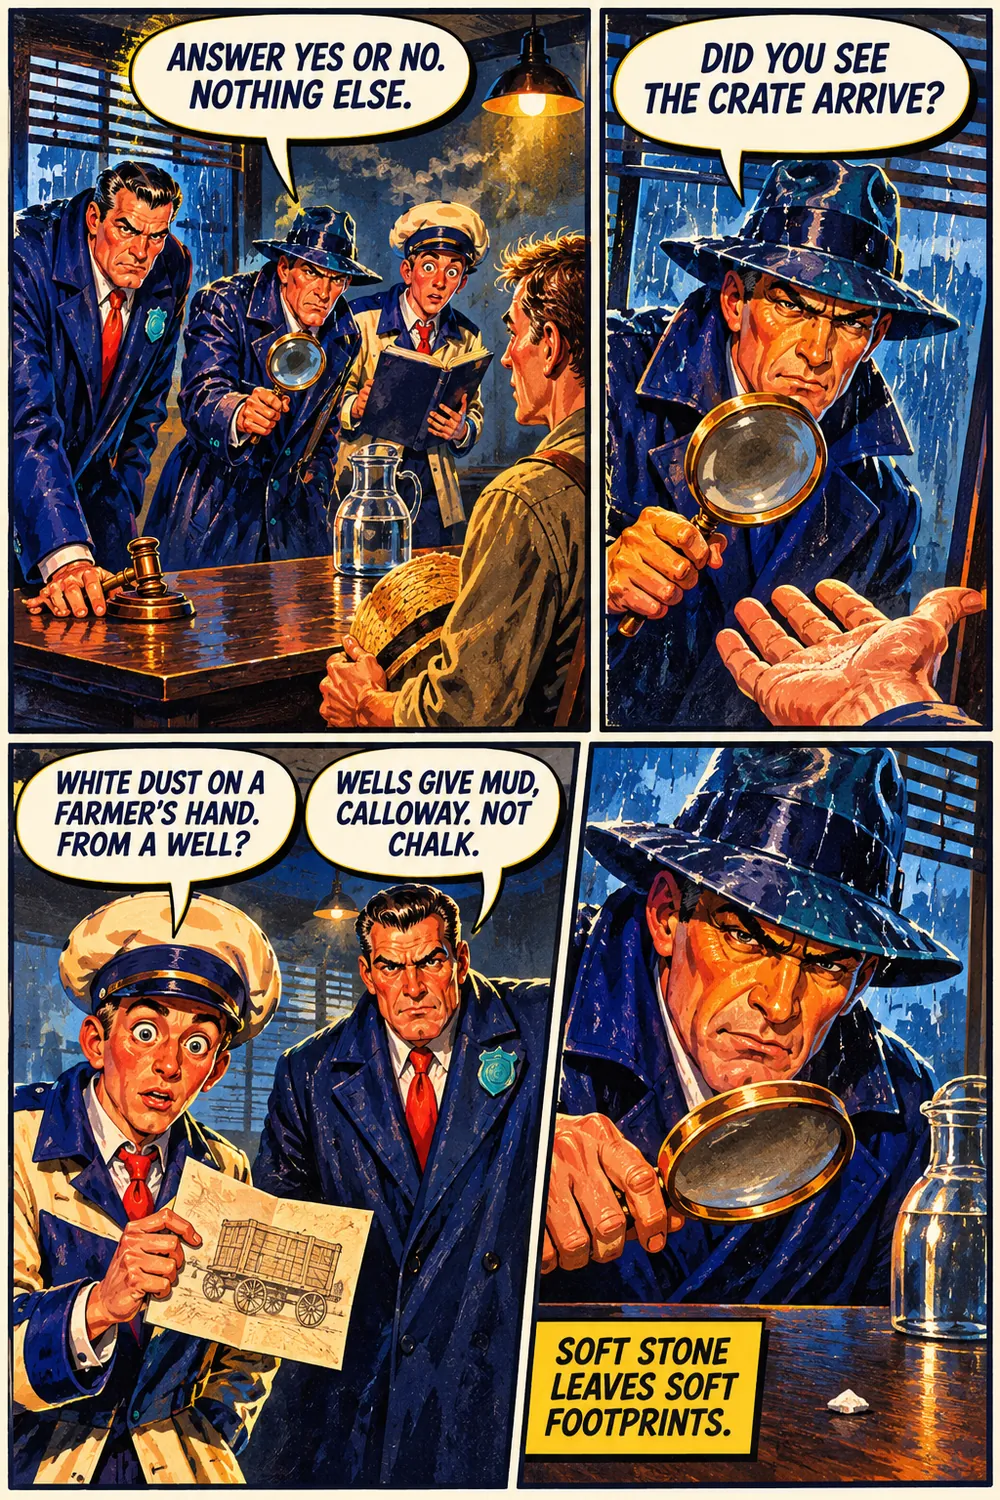 ANSWER YES OR NO.
NOTHING ELSE.
DID YOU SEE
THE CRATE ARRIVE?
WHITE DUST ON A
FARMER'S HAND.
FROM A WELL?
WELLS GIVE MUD,
CALLOWAY. NOT
CHALK.
SOFT STONE
LEAVES SOFT
FOOTPRINTS.